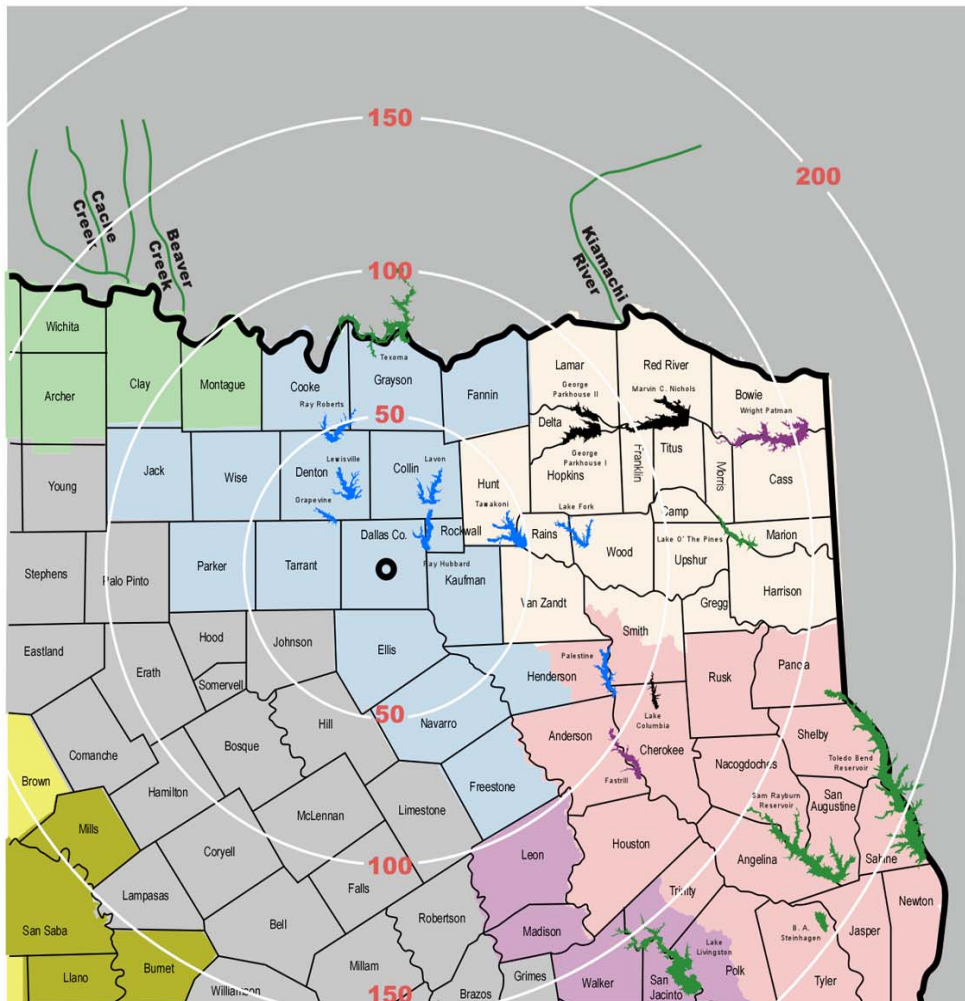 150
200
Cache
Creek
Beaver
Creek
Kiamachi
River
100
Wichita
Texoma
Lamar
Red River
Archer
Clay
Montague
Cooke
Grayson
Fannin
George
Parkhouse II
Marvin C. Nichols
Bowie
Wright Patman
Ray Roberts
50
Delta
George
Parkhouse I
Franklin
Titus
Morris
Cass
Young
Jack
Wise
Denton
Lewisville
Collin
Lavon
Hunt
Hopkins
Grapevine
Tawakoni
Lake Fork
Camp
Dallas Co.
Rockwall
Rains
Wood
Lake O' The Pines
Marion
Stephens
Palo Pinto
Parker
Tarrant
Ray Hubbard
Kaufman
Upshur
Van Zandt
Gregg
Harrison
Eastland
Erath
Hood
Johnson
Ellis
Smith
Somervell
Henderson
Palestine
Rusk
Panola
Comanche
Bosque
Hill
50
Navarro
Anderson
Lake
Columbia
Cherokee
Shelby
Toledo Bend
Reservoir
Brown
Hamilton
Freestone
Fastrill
Nacogdoches
San
Augustine
Sam Rayburn
Reservoir
Mills
Coryell
McLennan
Limestone
Leon
Houston
Angelina
Sabine
100
Lampasas
Falls
Trinity
Newton
San Saba
Bell
Robertson
Madison
Lake
Livingston
B. A.
Steinhagen
Jasper
Llano
Burnet
Milam
Grimes
Walker
San
Jacinto
Polk
Tyler
Williamson
150
Brazos